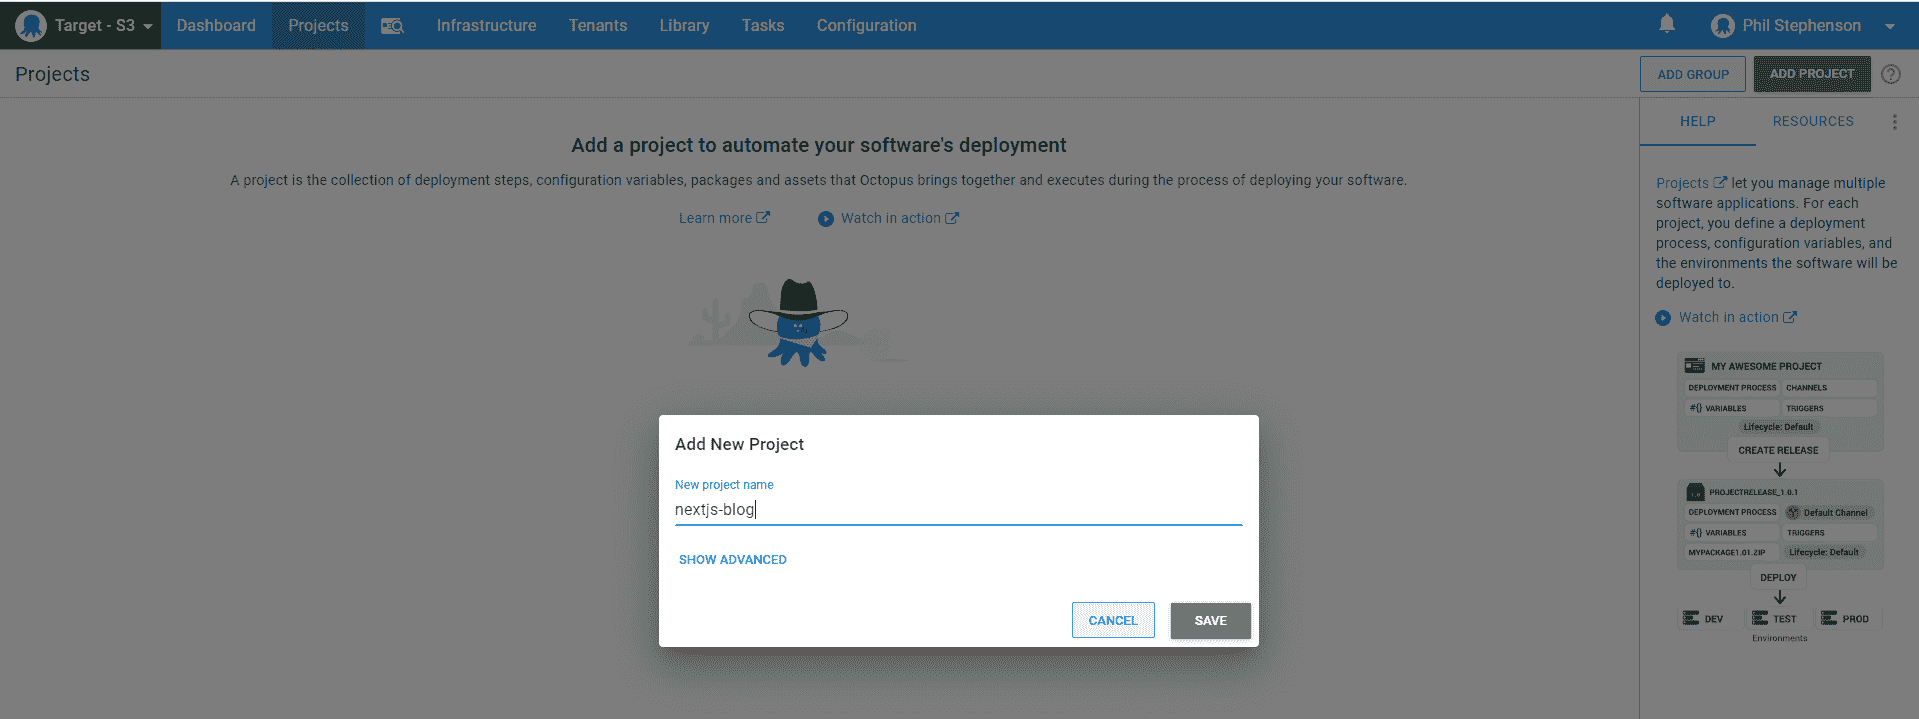 Target - S3
Dashboard
Projects
Infrastructure
Tenants
Library
Tasks
Configuration
Phil Stephenson
Projects
ADD GROUP
ADD PROJECT
?
Add a project to automate your software's deployment
A project is the collection of deployment steps, configuration variables, packages and assets that Octopus brings together and executes during the process of deploying your software.
Learn more
Watch in action
HELP
RESOURCES
Projects let you manage multiple
software applications. For each
project, you define a deployment
process, configuration variables, and
the environments the software will be
deployed to.
Watch in action
MY AWESOME PROJECT
DEPLOYMENT PROCESS
CHANNELS
#{} VARIABLES
TRIGGERS
Lifecycle: Default
CREATE RELEASE
1.0
PROJECTRELEASE_1.0.1
DEPLOYMENT PROCESS
Default Channel
#{} VARIABLES
TRIGGERS
MYPACKAGE1.01.ZIP
Lifecycle: Default
DEPLOY
DEV
TEST
PROD
Environments
Add New Project
New project name
nextjs-blog
SHOW ADVANCED
CANCEL
SAVE